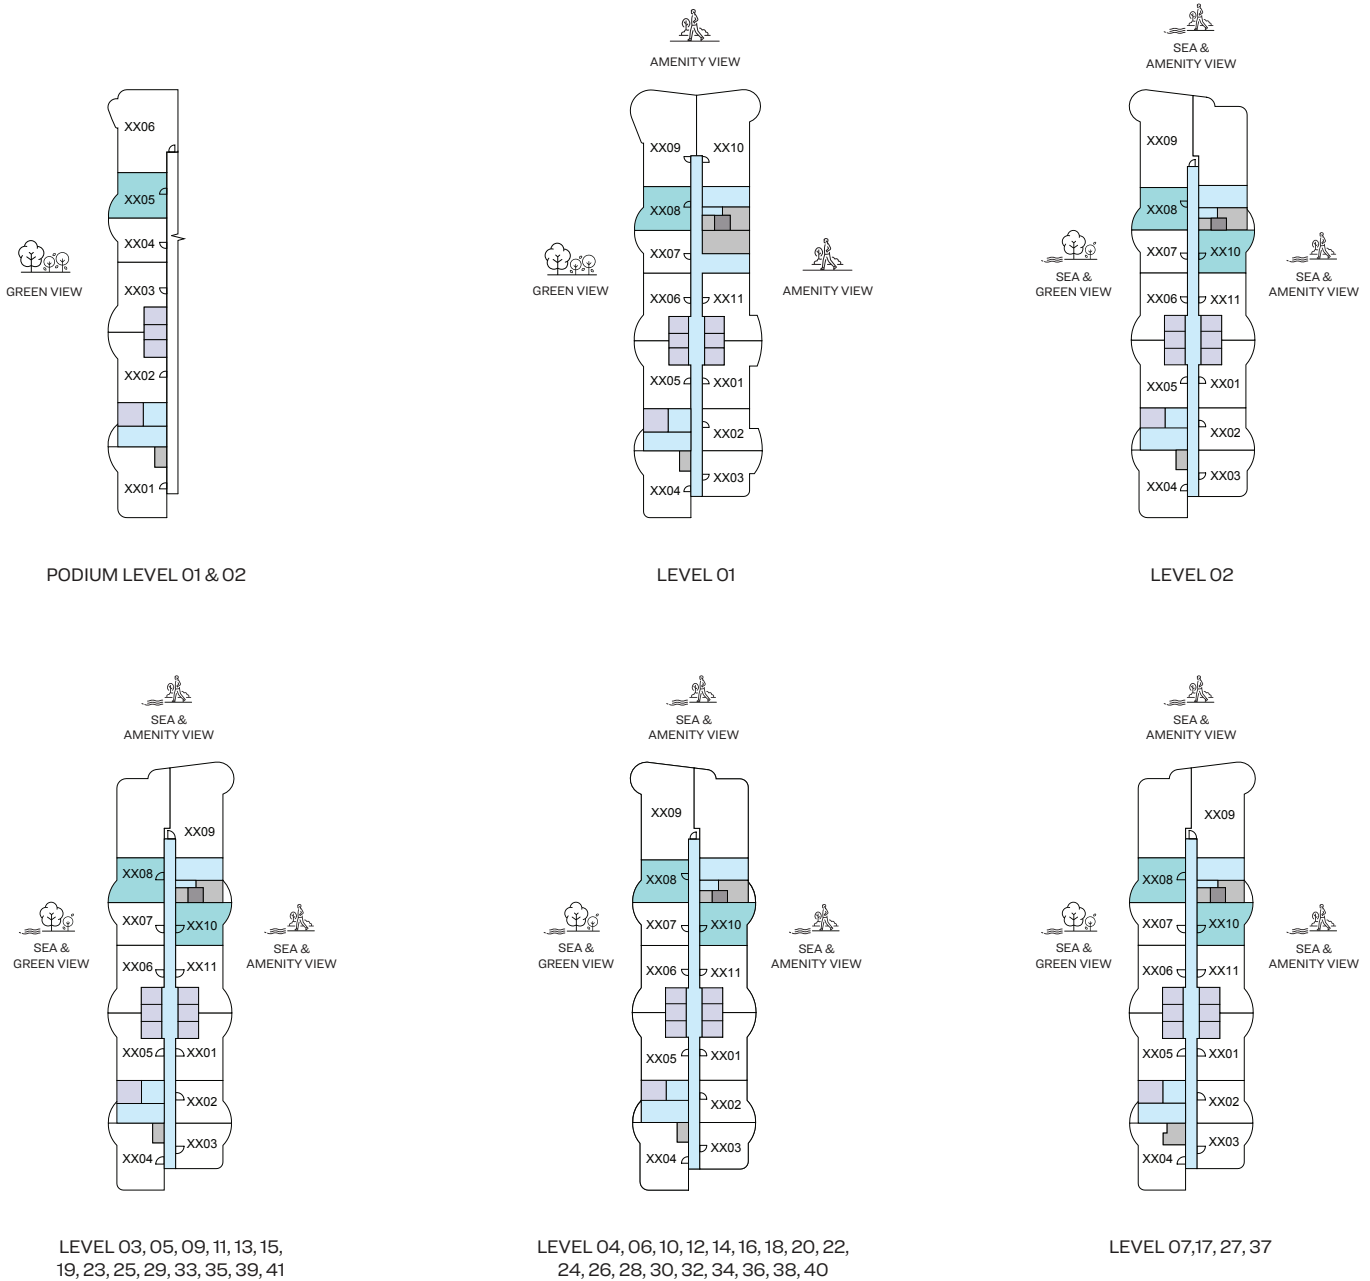 AMENITY VIEW
SEA &
AMENITY VIEW
XX06
XX05
XX04
XX03
XX02
XX01
GREEN VIEW
PODIUM LEVEL 01 & 02
XX09
XX10
XX08
XX07
XX06
XX11
XX05
XX01
XX02
XX03
XX04
GREEN VIEW
AMENITY VIEW
LEVEL 01
XX09
XX08
XX07
XX10
XX06
XX11
XX05
XX01
XX02
XX03
XX04
SEA &
GREEN VIEW
SEA &
AMENITY VIEW
LEVEL 02
SEA &
AMENITY VIEW
XX09
XX08
XX07
XX10
XX06
XX11
XX05
XX01
XX02
XX03
XX04
SEA &
GREEN VIEW
SEA &
AMENITY VIEW
LEVEL 03, 05, 09, 11, 13, 15,
19, 23, 25, 29, 33, 35, 39, 41
SEA &
AMENITY VIEW
XX09
XX08
XX07
XX10
XX06
XX11
XX05
XX01
XX02
XX03
XX04
SEA &
GREEN VIEW
SEA &
AMENITY VIEW
LEVEL 04, 06, 10, 12, 14, 16, 18, 20, 22,
24, 26, 28, 30, 32, 34, 36, 38, 40
SEA &
AMENITY VIEW
XX09
XX08
XX07
XX10
XX06
XX11
XX05
XX01
XX02
XX03
XX04
SEA &
GREEN VIEW
SEA &
AMENITY VIEW
LEVEL 07,17, 27, 37